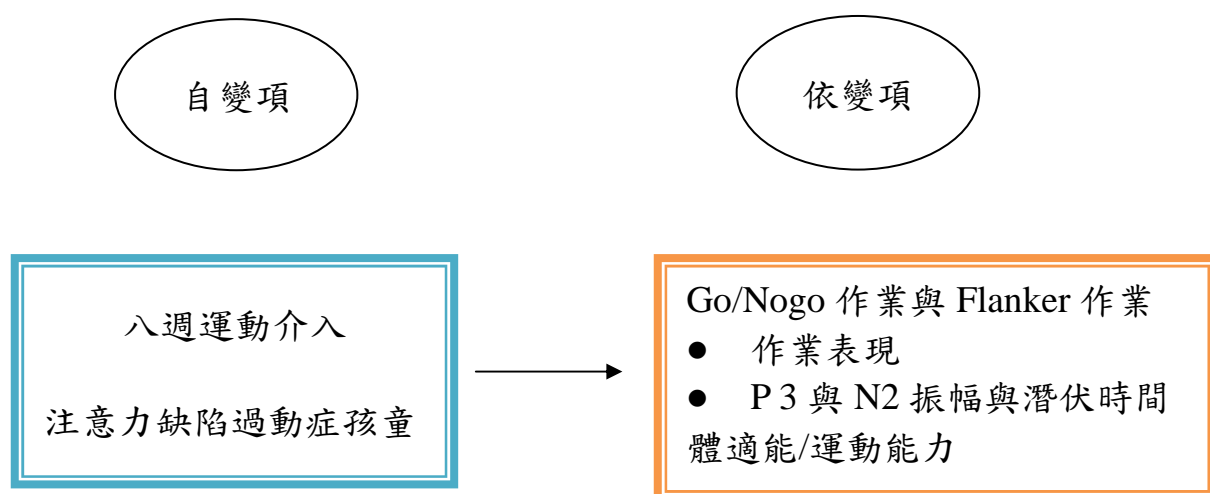 自變項
依變項
八週運動介入
注意力缺陷過動症孩童
Go/Nogo 作業與 Flanker 作業
● 作業表現
● P 3 與 N2 振幅與潛伏時間
體適能/運動能力